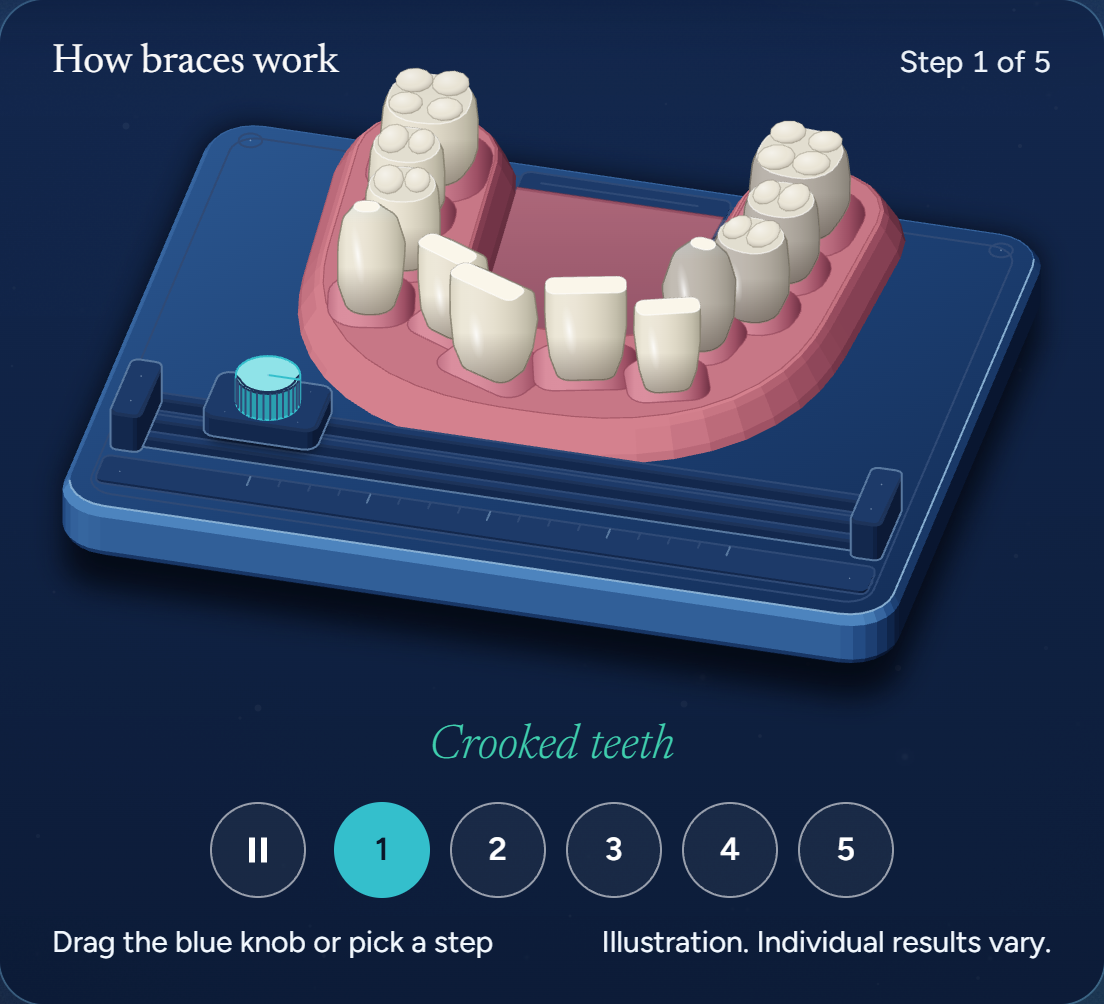 How braces work
Step 1 of 5
Crooked teeth
1
2
3
4
5
Drag the blue knob or pick a step
Illustration. Individual results vary.